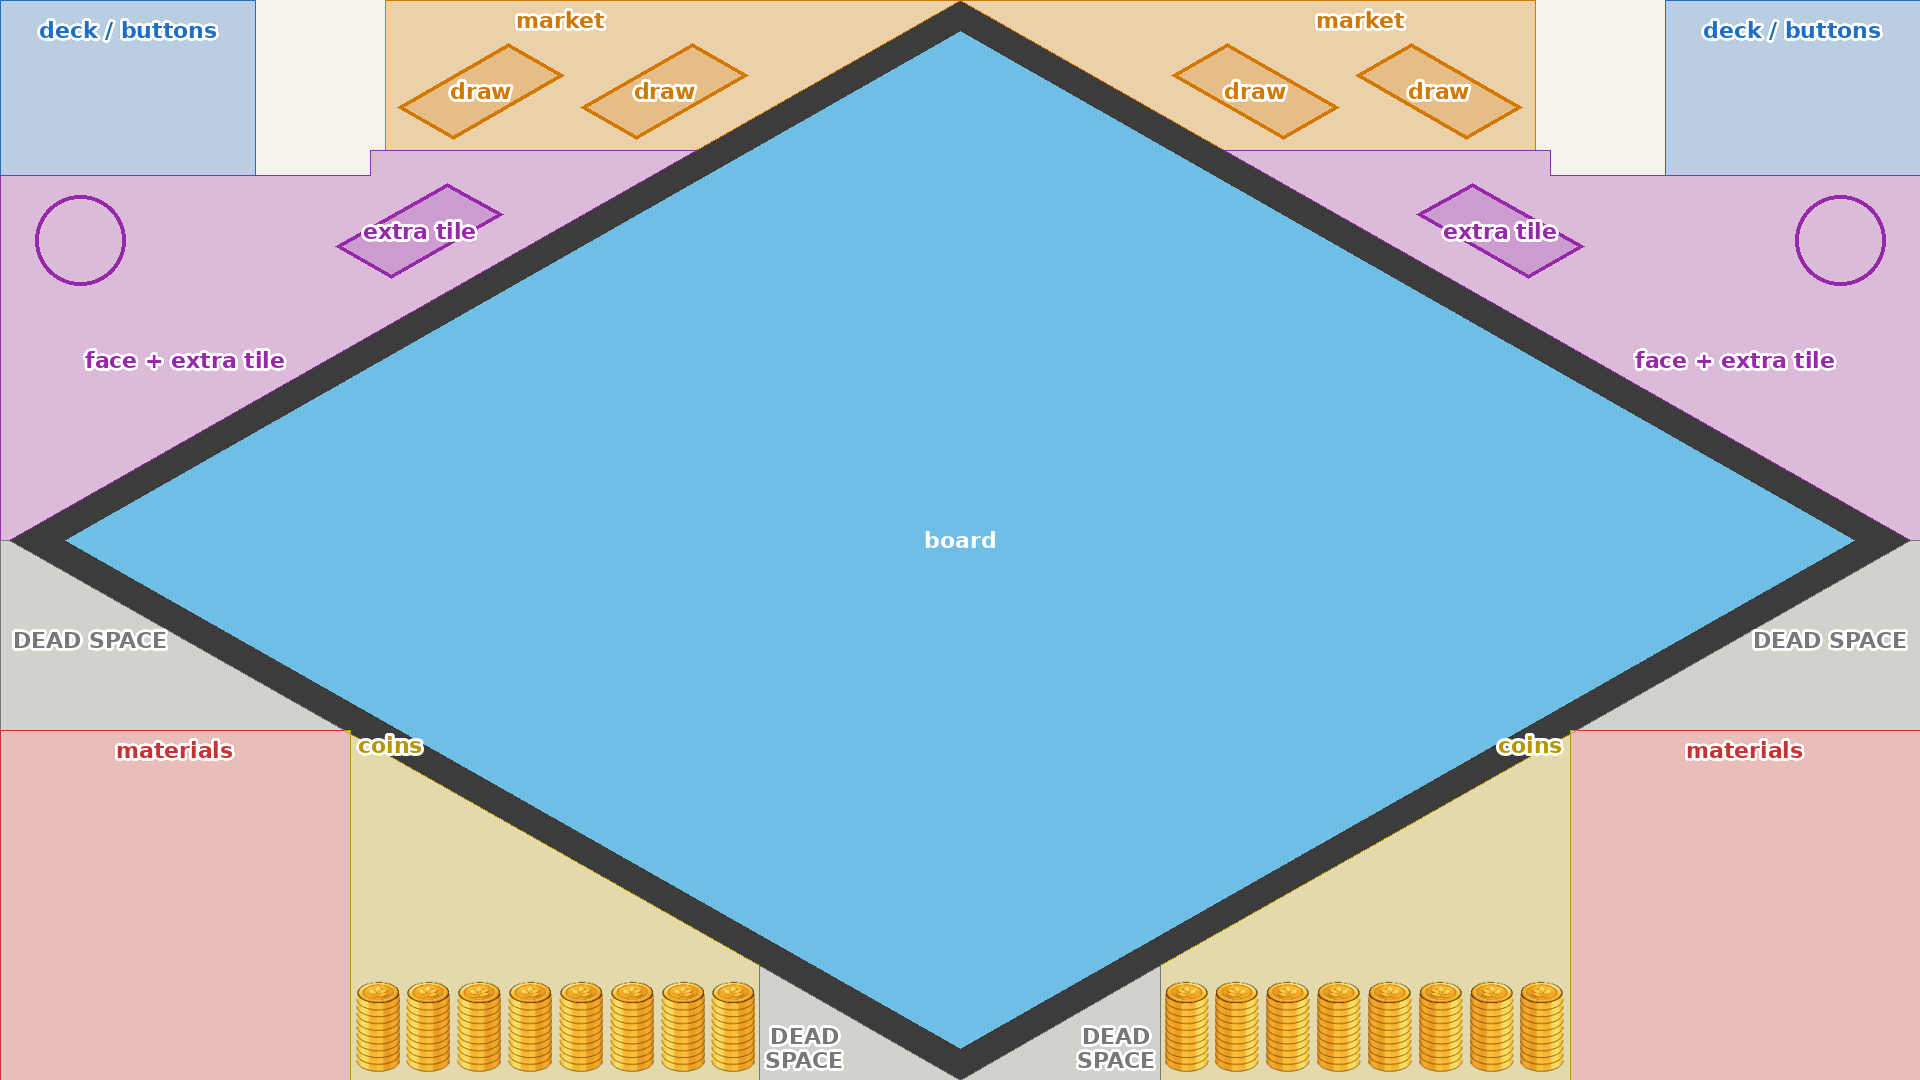 deck / buttons
market
market
deck / buttons
draw
draw
draw
draw
extra tile
extra tile
face + extra tile
face + extra tile
board
DEAD SPACE
DEAD SPACE
materials
coins
coins
materials
DEAD
SPACE
DEAD
SPACE